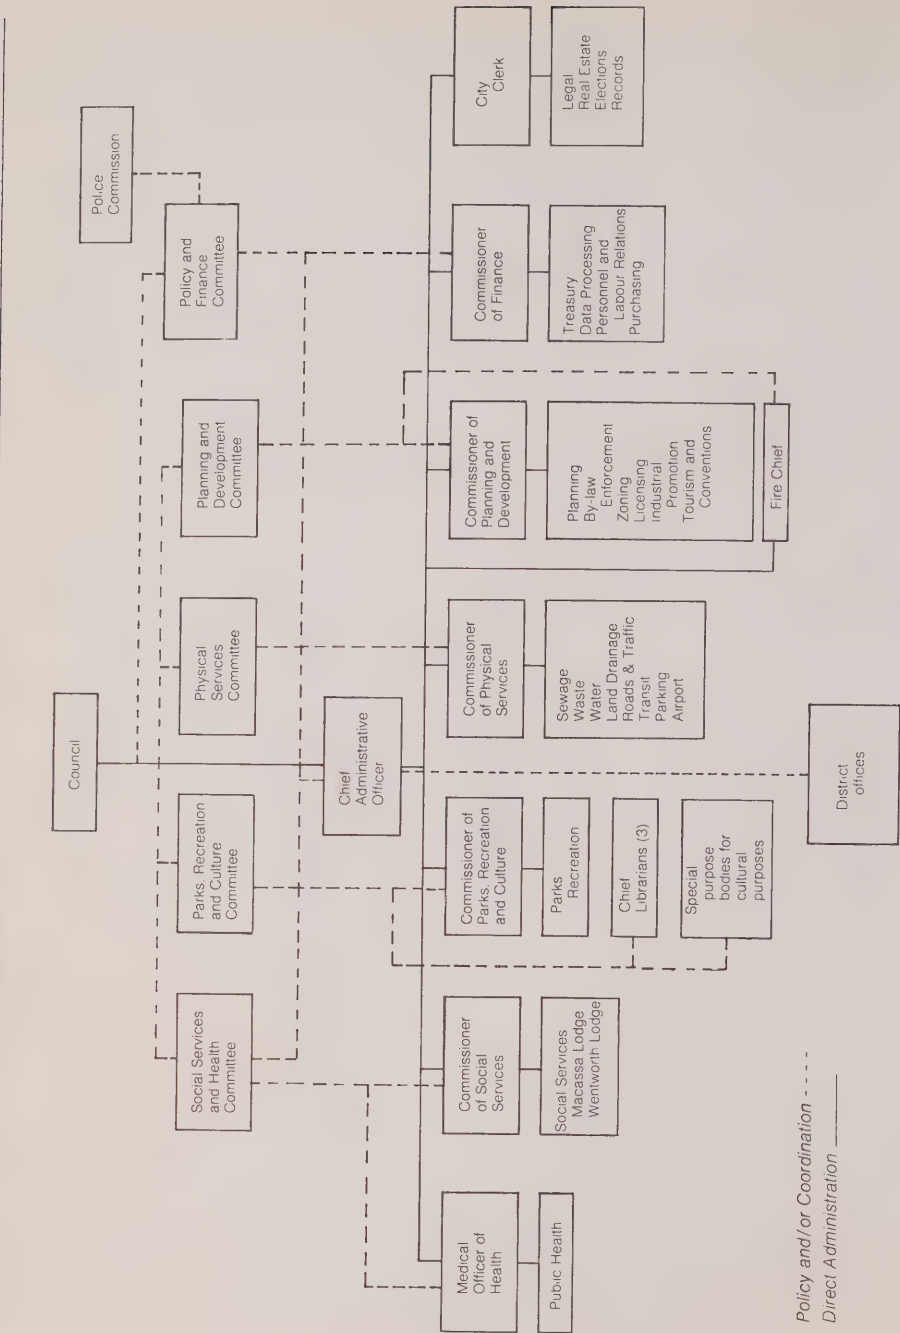 Council
Police
Commission
Social Services
and Health
Committee
Parks, Recreation
and Culture
Committee
Physical
Services
Committee
Planning and
Development
Committee
Policy and
Finance
Committee
Chief
Administrative
Officer
Medical
Officer of
Health
Commissioner
of Social
Services
Commissioner of
Parks, Recreation
and Culture
Commissioner
of Physical
Services
Commissioner of
Planning and
Development
Commissioner
of Finance
City
Clerk
Public Health
Social Services
Macassa Lodge
Wentworth Lodge
Parks
Recreation
Chief
Librarians (3)
Special
purpose
bodies for
cultural
purposes
Sewage
Waste
Water
Land Drainage
Roads & Traffic
Transit
Parking
Airport
Planning
By-law
Enforcement
Zoning
Licensing
Industrial
Promotion
Tourism and
Conventions
Fire Chief
Treasury
Data Processing
Personnel and
Labour Relations
Purchasing
Legal
Real Estate
Elections
Records
District
offices
Policy and/or Coordination - - - -
Direct Administration ______